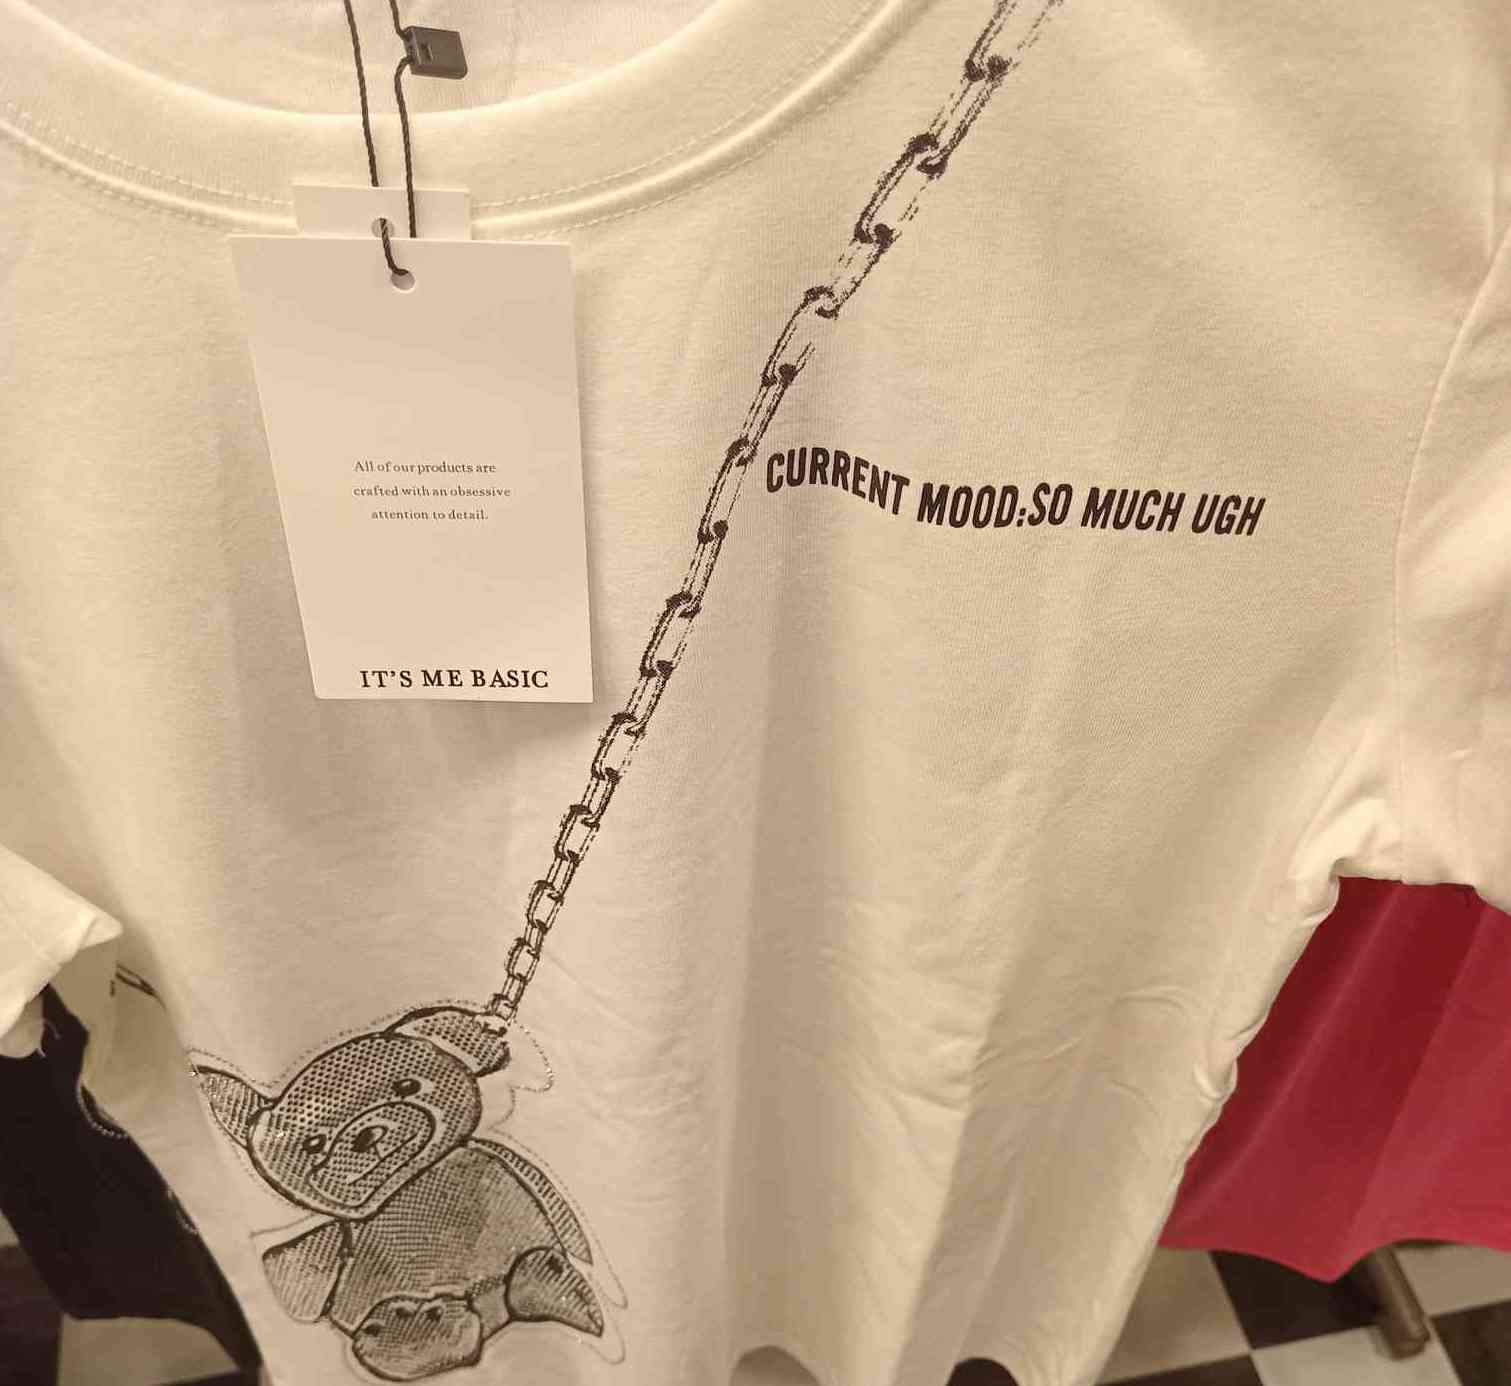 All of our products are
crafted with an obsessive
attention to detail.
IT'S ME BASIC
CURRENT MOOD:SO MUCH UGH